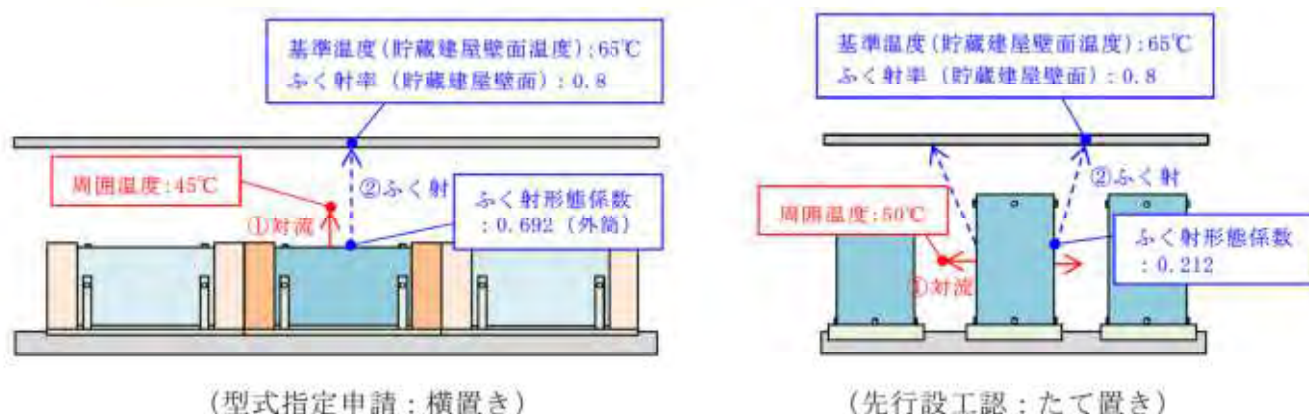 基準温度(貯蔵建屋壁面温度):65℃
ふく射率(貯蔵建屋壁面):0.8
周囲温度:45℃
②ふく射
①対流
ふく射形態係数
:0.692(外筒)
(型式指定申請:横置き)
基準温度(貯蔵建屋壁面温度):65℃
ふく射率(貯蔵建屋壁面):0.8
②ふく射
周囲温度:50℃
①対流
ふく射形態係数
:0.212
(先行設工認:たて置き)